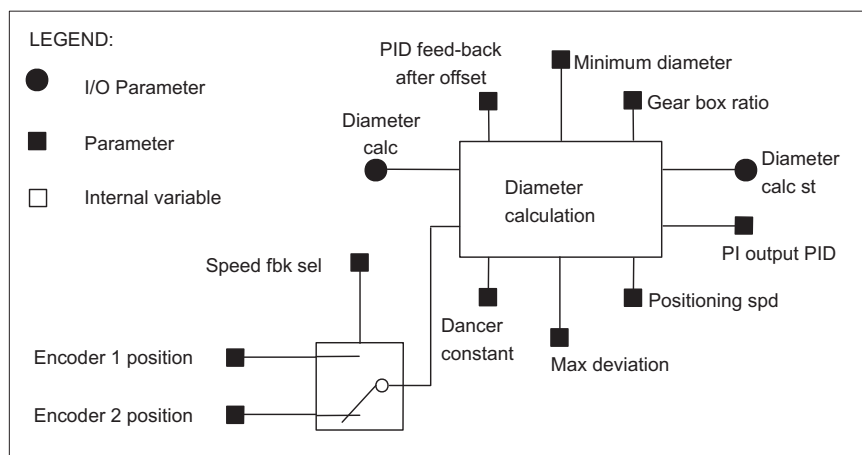 LEGEND:
I/O Parameter
Parameter
Internal variable
PID feed-back
after offset
Minimum diameter
Gear box ratio
Diameter
calc
Diameter
calculation
Diameter
calc st
PI output PID
Speed fbk sel
Dancer
constant
Positioning spd
Max deviation
Encoder 1 position
Encoder 2 position